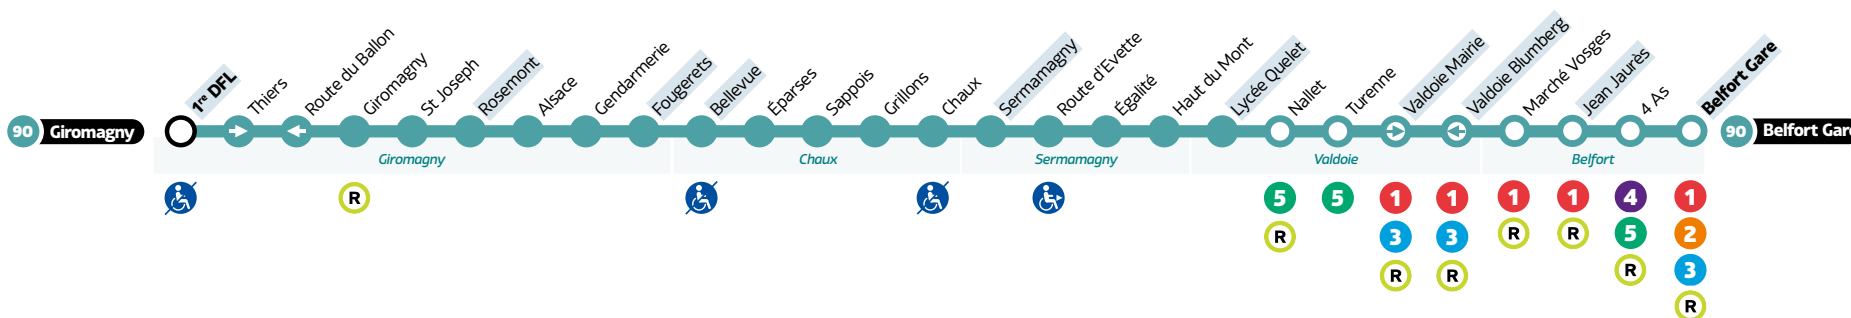 90 Giromagny
1re DFL
Thiers
Route du Ballon
Giromagny
St Joseph
Rosemont
Alsace
Gendarmerie
Fougerets
Bellevue
Éparses
Sappois
Grillons
Chaux
Sermamagny
Route d'Evette
Égalité
Haut du Mont
Lycée Quelet
Nallet
Turenne
Valdoie Mairie
Valdoie Blumberg
Marché Vosges
Jean Jaurès
4 As
Belfort Gare
90 Belfort Gare
Giromagny
Chaux
Sermamagny
Valdoie
Belfort
R
5
R
5
1
3
R
1
3
R
1
R
1
R
4
5
R
1
2
3
R